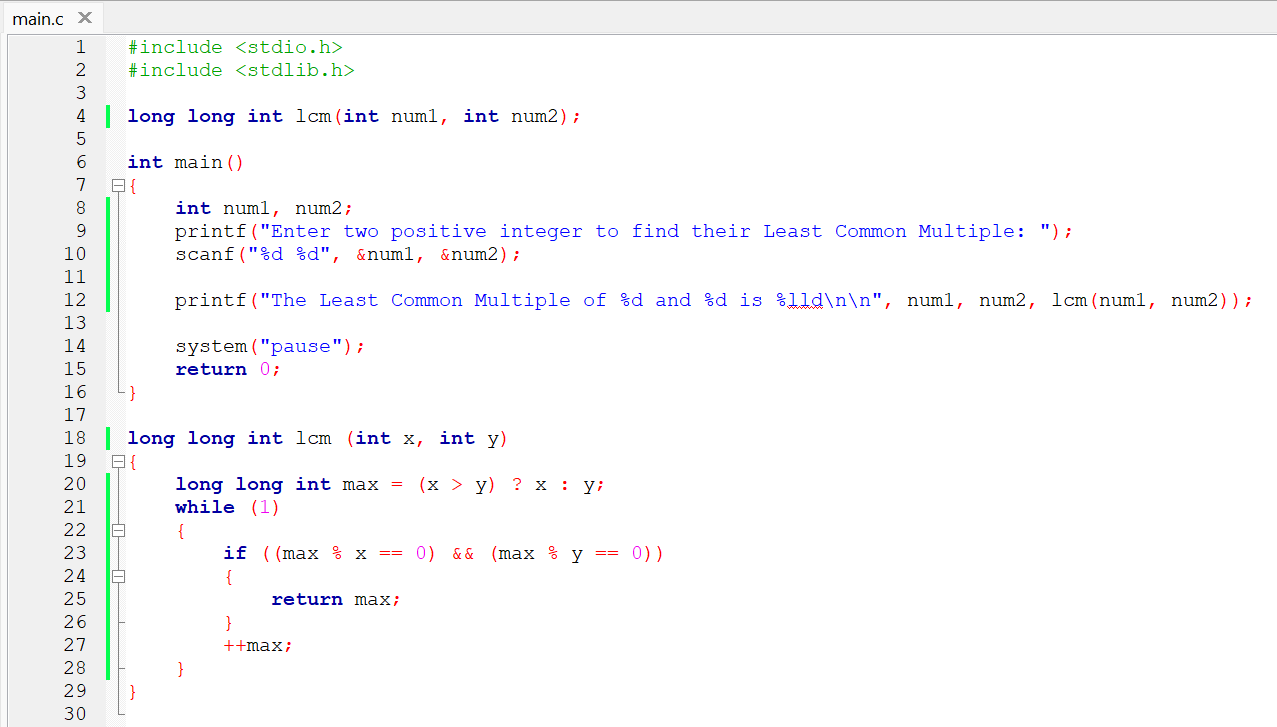 main.c
1 #include <stdio.h>
2 #include <stdlib.h>
3
4 long long int lcm(int num1, int num2);
5
6 int main()
7 {
8     int num1, num2;
9     printf("Enter two positive integer to find their Least Common Multiple: ");
10     scanf("%d %d", &num1, &num2);
11
12     printf("The Least Common Multiple of %d and %d is %lld\n\n", num1, num2, lcm(num1, num2));
13
14     system("pause");
15     return 0;
16 }
17
18 long long int lcm (int x, int y)
19 {
20     long long int max = (x > y) ? x : y;
21     while (1)
22     {
23         if ((max % x == 0) && (max % y == 0))
24         {
25             return max;
26         }
27         ++max;
28     }
29 }
30